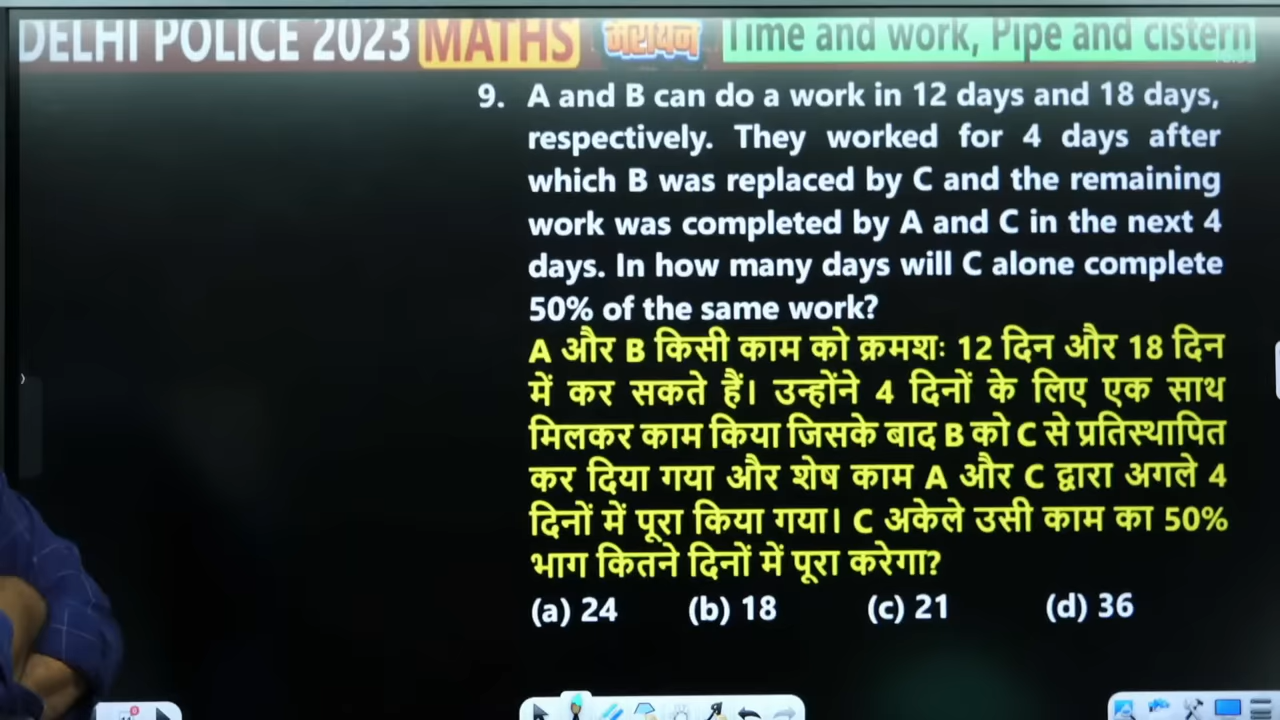 DELHI POLICE 2023 MATHS मैराथन Time and work, Pipe and cistern
9. A and B can do a work in 12 days and 18 days,
respectively. They worked for 4 days after
which B was replaced by C and the remaining
work was completed by A and C in the next 4
days. In how many days will C alone complete
50% of the same work?
A और B किसी काम को क्रमशः 12 दिन और 18 दिन
में कर सकते हैं। उन्होंने 4 दिनों के लिए एक साथ
मिलकर काम किया जिसके बाद B को C से प्रतिस्थापित
कर दिया गया और शेष काम A और C द्वारा अगले 4
दिनों में पूरा किया गया। C अकेले उसी काम का 50%
भाग कितने दिनों में पूरा करेगा?
(a) 24 (b) 18 (c) 21 (d) 36